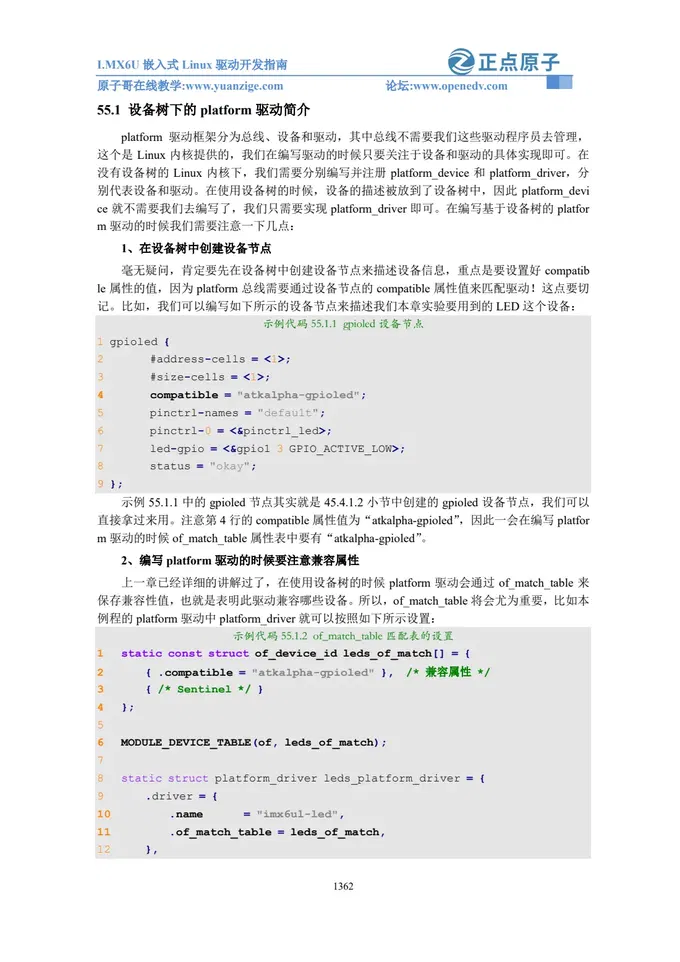 I.MX6U 嵌入式 Linux 驱动开发指南
正点原子
原子哥在线教学:www.yuanzige.com 论坛:www.openedv.com
55.1 设备树下的 platform 驱动简介
platform 驱动框架分为总线、设备和驱动，其中总线不需要我们这些驱动程序员去管理，
这个是 Linux 内核提供的，我们在编写驱动的时候只要关注于设备和驱动的具体实现即可。在
没有设备树的 Linux 内核下，我们需要分别编写并注册 platform_device 和 platform_driver，分
别代表设备和驱动。在使用设备树的时候，设备的描述被放到了设备树中，因此 platform_devi
ce 就不需要我们去编写了，我们只需要实现 platform_driver 即可。在编写基于设备树的 platfor
m 驱动的时候我们需要注意一下几点：
1、在设备树中创建设备节点
毫无疑问，肯定要先在设备树中创建设备节点来描述设备信息，重点是要设置好 compatib
le 属性的值，因为 platform 总线需要通过设备节点的 compatible 属性值来匹配驱动！这点要切
记。比如，我们可以编写如下所示的设备节点来描述我们本章实验要用到的 LED 这个设备：
示例代码 55.1.1 gpioled 设备节点
1 gpioled {
2 #address-cells = <1>;
3 #size-cells = <1>;
4 compatible = "atkalpha-gpioled";
5 pinctrl-names = "default";
6 pinctrl-0 = <&pinctrl_led>;
7 led-gpio = <&gpio1 3 GPIO_ACTIVE_LOW>;
8 status = "okay";
9 };
示例 55.1.1 中的 gpioled 节点其实就是 45.4.1.2 小节中创建的 gpioled 设备节点，我们可以
直接拿过来用。注意第 4 行的 compatible 属性值为“atkalpha-gpioled”，因此一会在编写 platfor
m 驱动的时候 of_match_table 属性表中要有“atkalpha-gpioled”。
2、编写 platform 驱动的时候要注意兼容属性
上一章已经详细的讲解过了，在使用设备树的时候 platform 驱动会通过 of_match_table 来
保存兼容性值，也就是表明此驱动兼容哪些设备。所以，of_match_table 将会尤为重要，比如本
例程的 platform 驱动中 platform_driver 就可以按照如下所示设置：
示例代码 55.1.2 of_match_table 匹配表的设置
1 static const struct of_device_id leds_of_match[] = {
2 { .compatible = "atkalpha-gpioled" }, /* 兼容属性 */
3 { /* Sentinel */ }
4 };
5
6 MODULE_DEVICE_TABLE(of, leds_of_match);
7
8 static struct platform_driver leds_platform_driver = {
9 .driver = {
10 .name = "imx6ul-led",
11 .of_match_table = leds_of_match,
12 },
1362